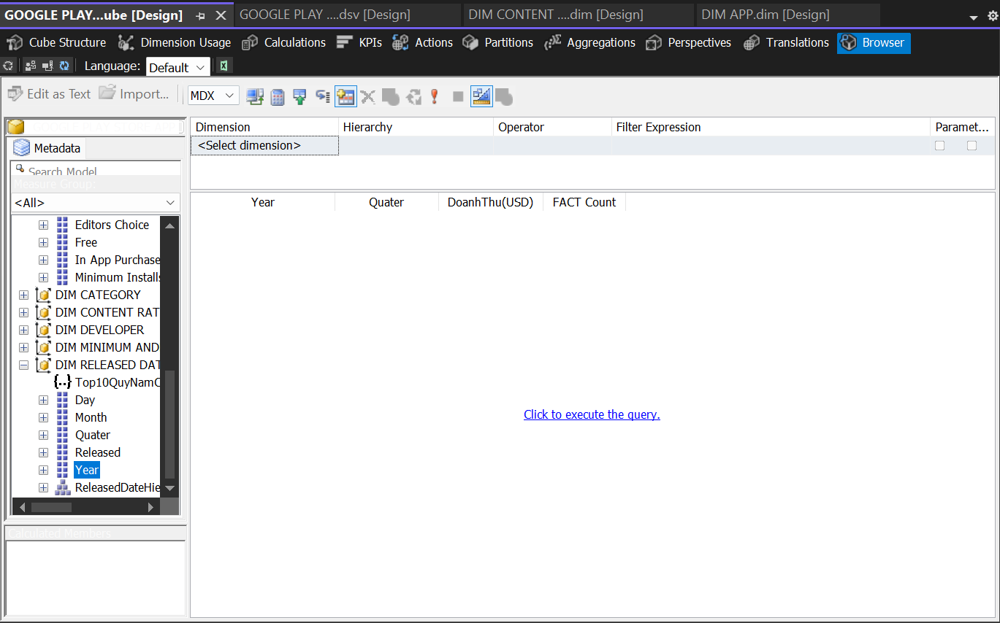 GOOGLE PLAY...ube [Design] GOOGLE PLAY ....dsv [Design] DIM CONTENT ....dim [Design] DIM APP.dim [Design]
Cube Structure Dimension Usage Calculations KPIs Actions Partitions Aggregations Perspectives Translations Browser
Language: Default
Edit as Text Import... MDX
GOOGLE PLAY STORE APP
Metadata
Search Model
Measure Group:
<All>
Editors Choice
Free
In App Purchase
Minimum Installs
DIM CATEGORY
DIM CONTENT RAT
DIM DEVELOPER
DIM MINIMUM AND
DIM RELEASED DAT
{..} Top10QuyNamC
Day
Month
Quater
Released
Year
ReleasedDateHie
Calculated Members
Dimension Hierarchy Operator Filter Expression Paramet...
<Select dimension>
Year Quater DoanhThu(USD) FACT Count
Click to execute the query.